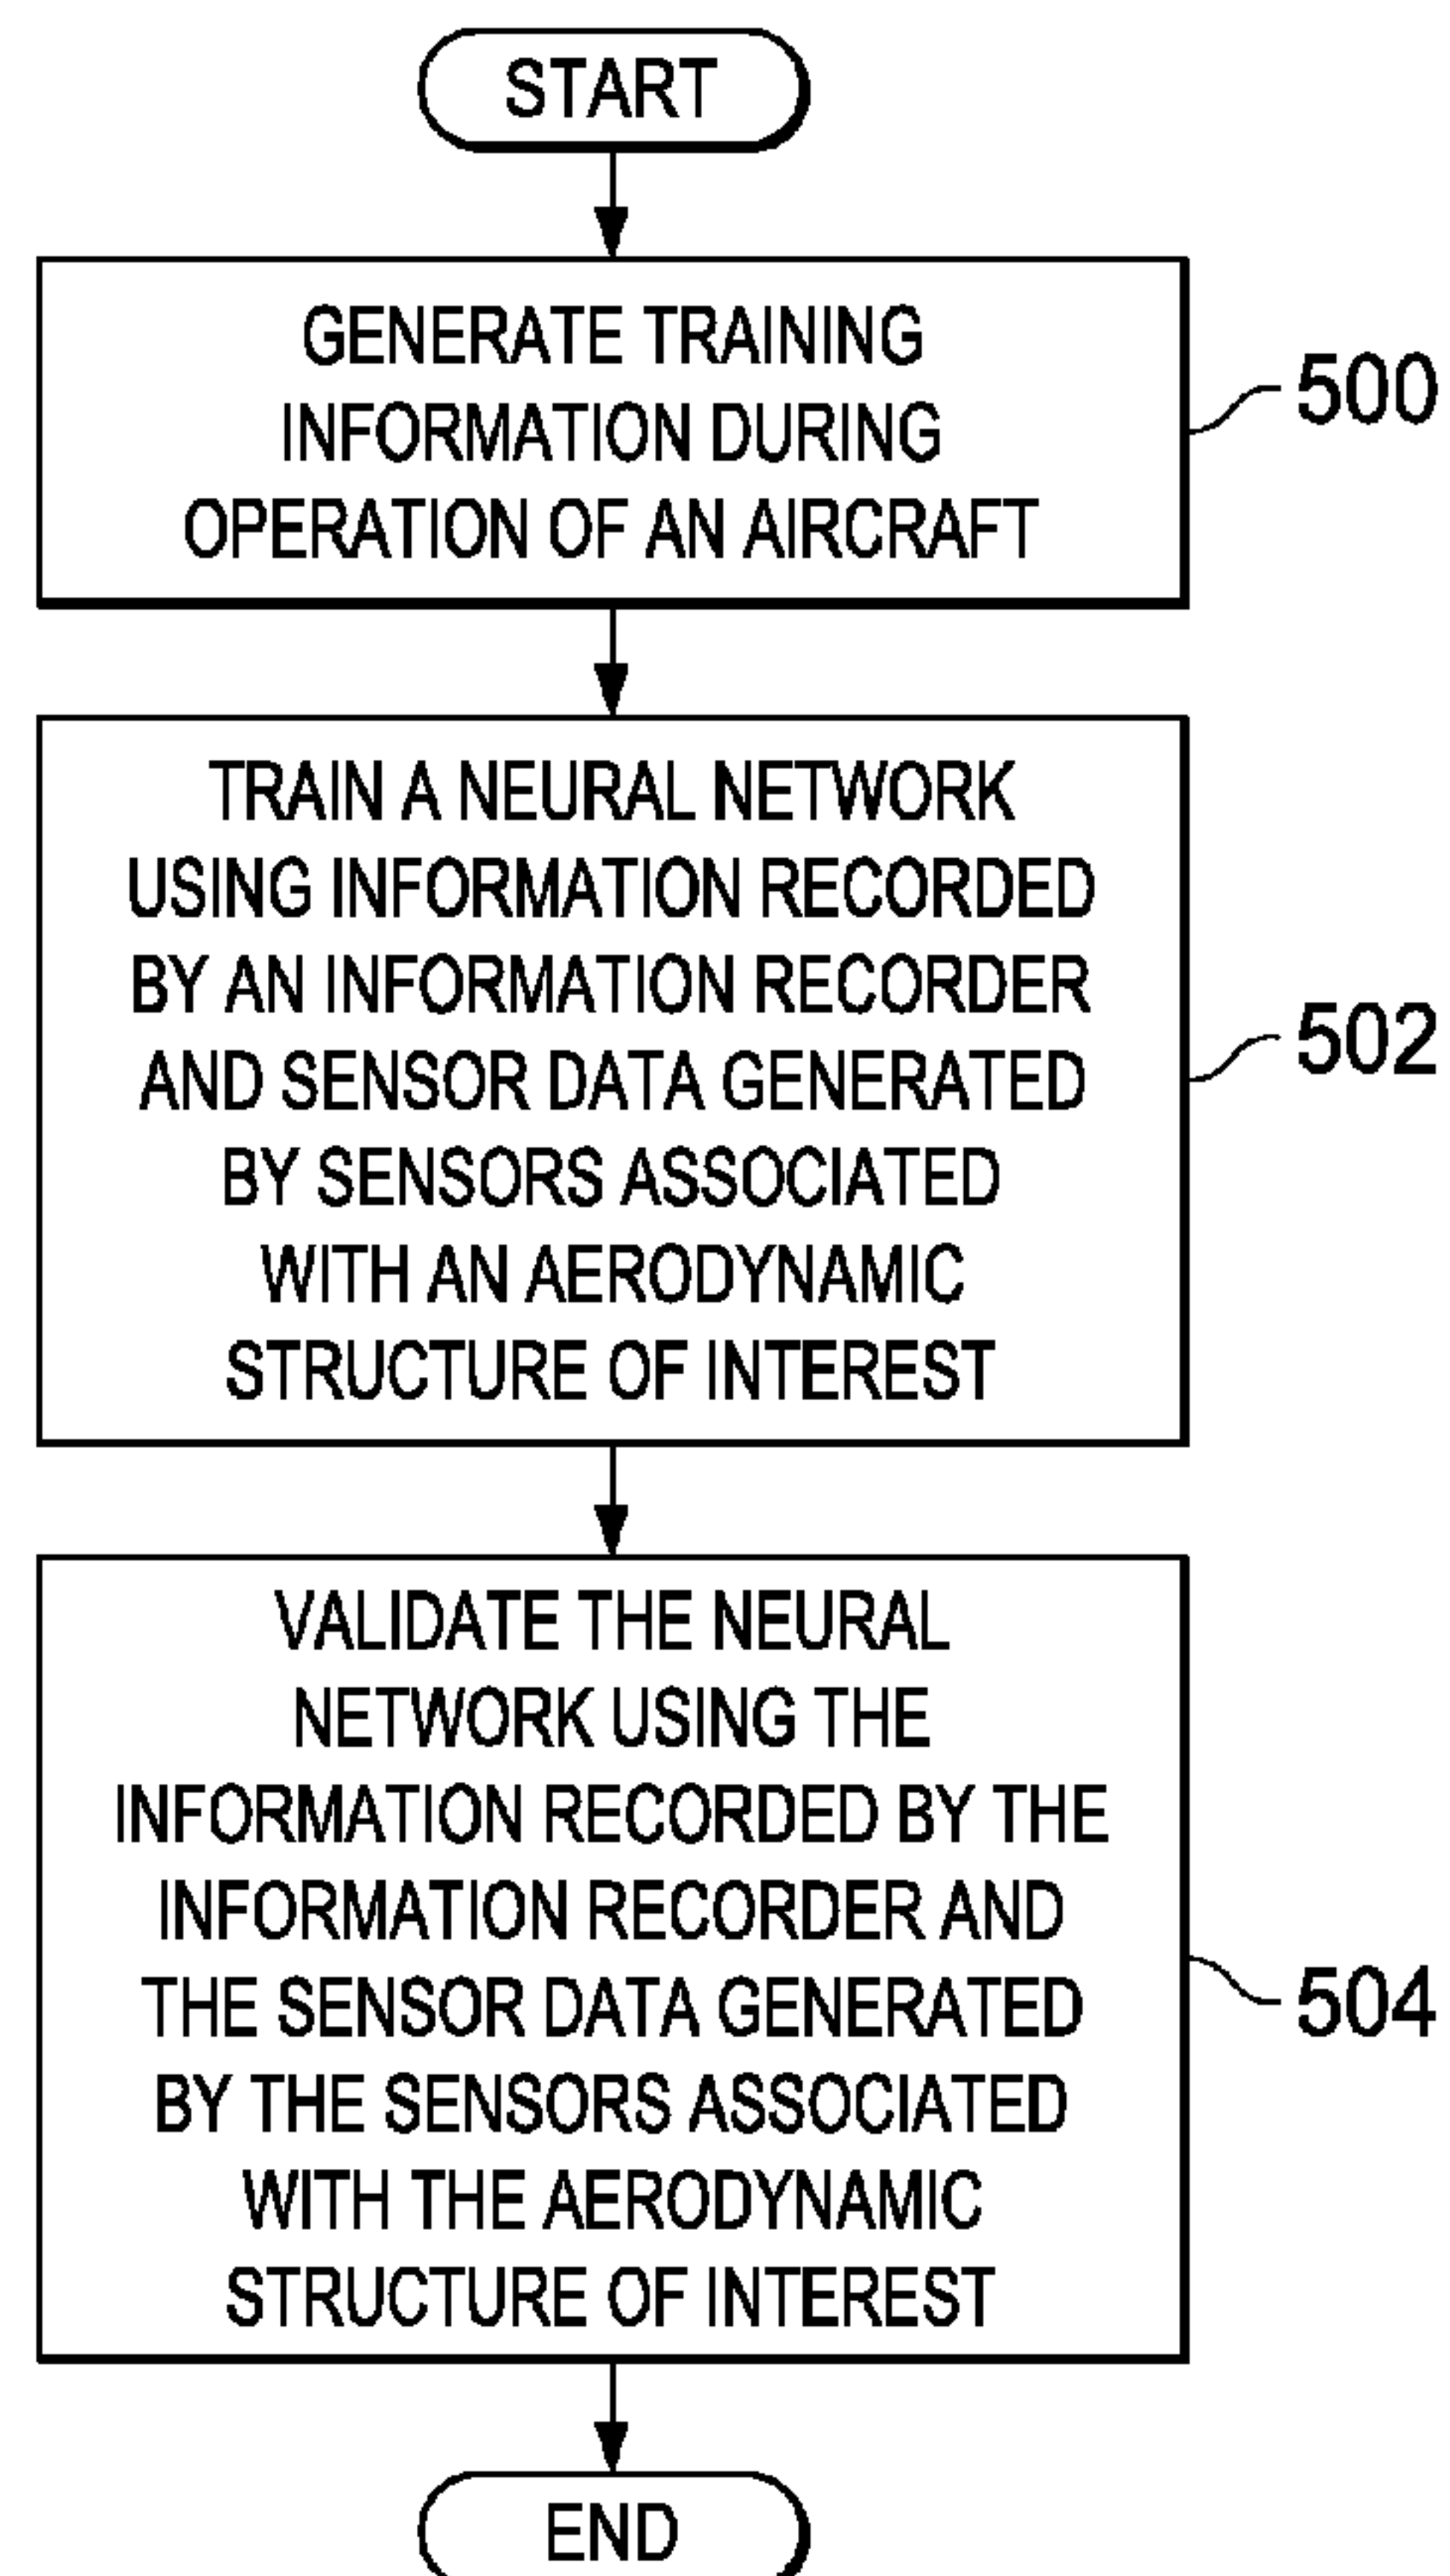 START
GENERATE TRAINING
INFORMATION DURING
OPERATION OF AN AIRCRAFT
500
TRAIN A NEURAL NETWORK
USING INFORMATION RECORDED
BY AN INFORMATION RECORDER
AND SENSOR DATA GENERATED
BY SENSORS ASSOCIATED
WITH AN AERODYNAMIC
STRUCTURE OF INTEREST
502
VALIDATE THE NEURAL
NETWORK USING THE
INFORMATION RECORDED BY THE
INFORMATION RECORDER AND
THE SENSOR DATA GENERATED
BY THE SENSORS ASSOCIATED
WITH THE AERODYNAMIC
STRUCTURE OF INTEREST
504
END